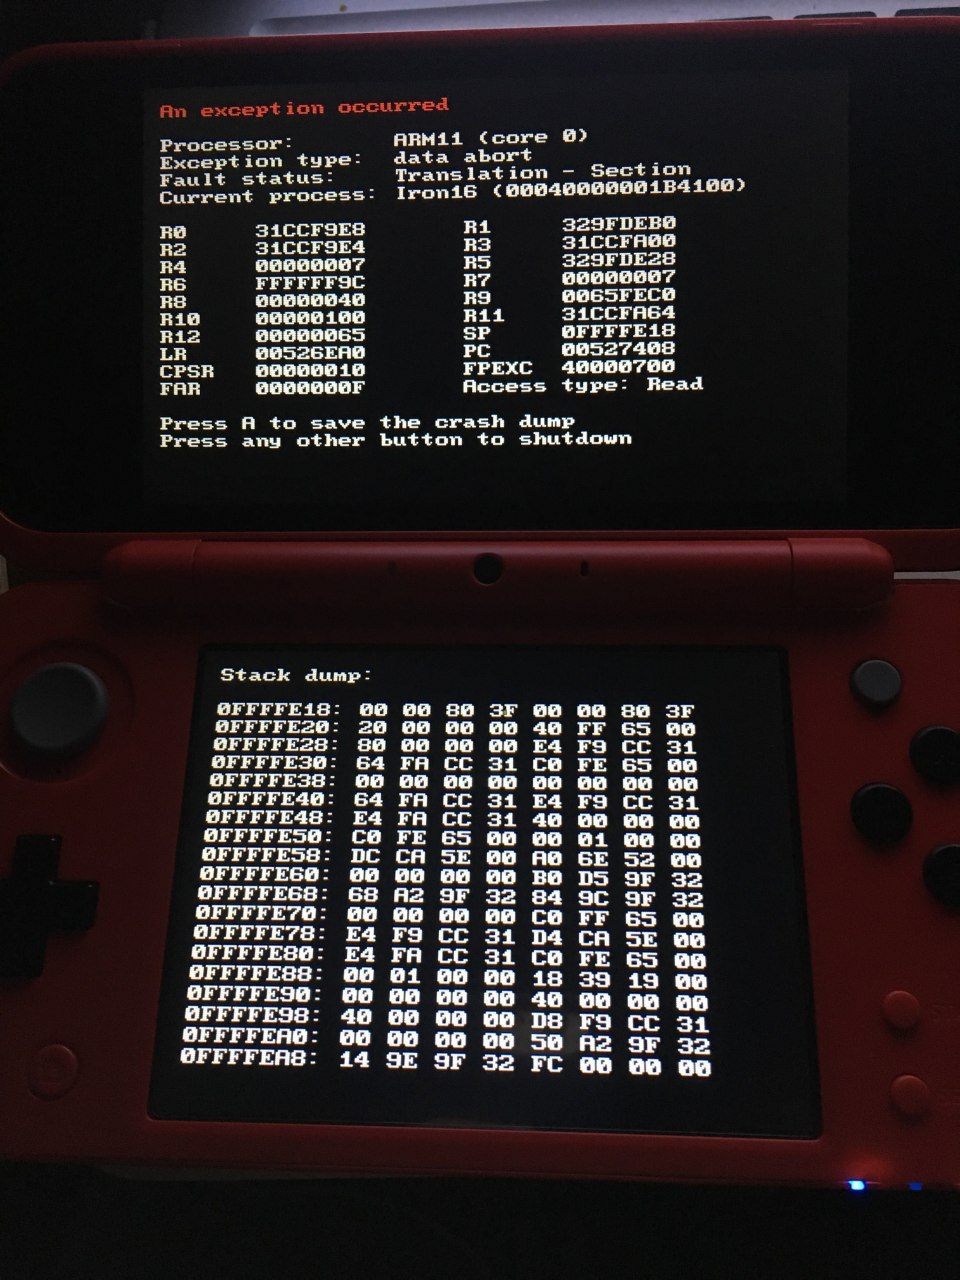 An exception occurred
Processor: ARM11 (core 0)
Exception type: data abort
Fault status: Translation - Section
Current process: Iron16 (00040000001B4100)
R0 31CCF9E8 R1 329FDEB0
R2 31CCF9E4 R3 31CCFA00
R4 00000007 R5 329FDE28
R6 FFFFFF9C R7 00000007
R8 00000040 R9 0065FEC0
R10 00000100 R11 31CCFA64
R12 00000065 SP 0FFFFE18
LR 00526EA0 PC 00527408
CPSR 00000010 FPEXC 40000700
FAR 0000000F Access type: Read
Press A to save the crash dump
Press any other button to shutdown
Stack dump:
0FFFFE18: 00 00 80 3F 00 00 80 3F
0FFFFE20: 20 00 00 00 40 FF 65 00
0FFFFE28: 80 00 00 00 E4 F9 CC 31
0FFFFE30: 64 FA CC 31 C0 FE 65 00
0FFFFE38: 00 00 00 00 00 00 00 00
0FFFFE40: 64 FA CC 31 E4 F9 CC 31
0FFFFE48: E4 FA CC 31 40 00 00 00
0FFFFE50: C0 FE 65 00 00 01 00 00
0FFFFE58: DC CA 5E 00 A0 6E 52 00
0FFFFE60: 00 00 00 00 B0 D5 9F 32
0FFFFE68: 68 A2 9F 32 84 9C 9F 32
0FFFFE70: 00 00 00 00 C0 FF 65 00
0FFFFE78: E4 F9 CC 31 D4 CA 5E 00
0FFFFE80: E4 FA CC 31 C0 FE 65 00
0FFFFE88: 00 01 00 00 18 39 19 00
0FFFFE90: 00 00 00 00 40 00 00 00
0FFFFE98: 40 00 00 00 D8 F9 CC 31
0FFFFEA0: 00 00 00 00 50 A2 9F 32
0FFFFEA8: 14 9E 9F 32 FC 00 00 00